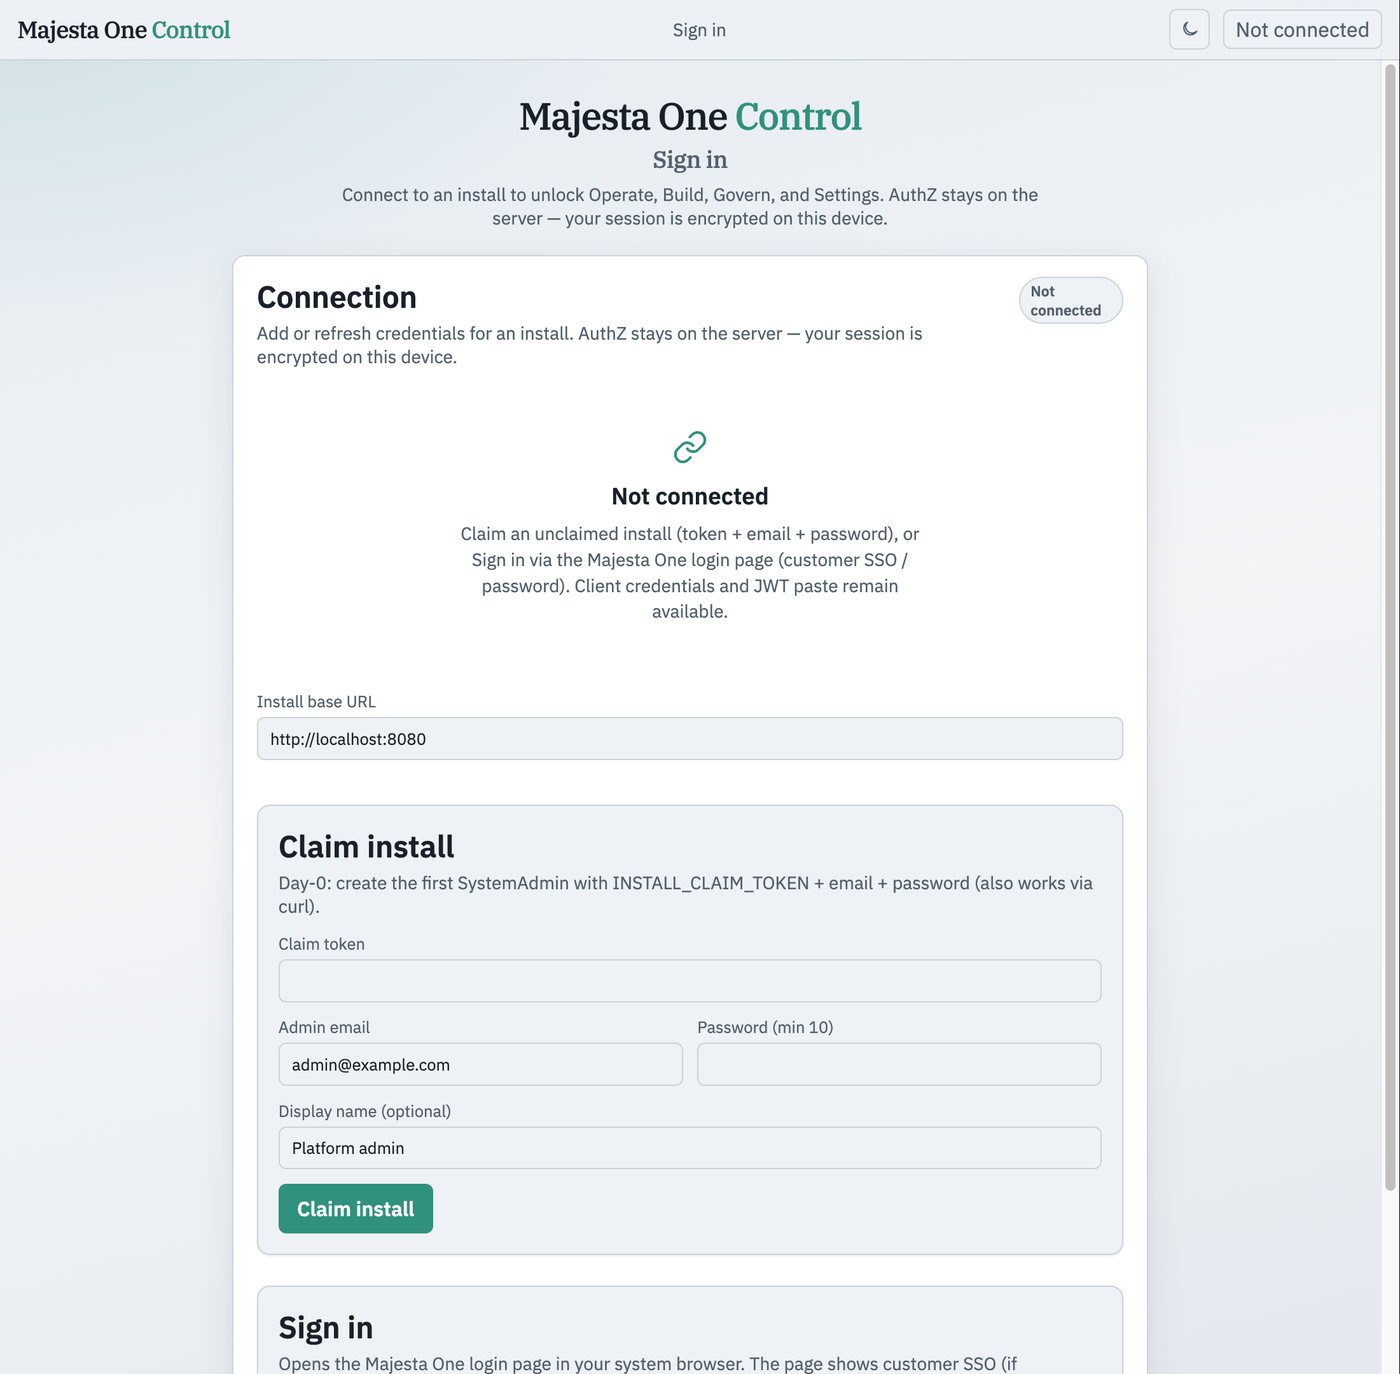 Majesta One Control
Sign in
Not connected
Majesta One Control
Sign in
Connect to an install to unlock Operate, Build, Govern, and Settings. AuthZ stays on the
server — your session is encrypted on this device.
Connection
Not
connected
Add or refresh credentials for an install. AuthZ stays on the server — your session is
encrypted on this device.
Not connected
Claim an unclaimed install (token + email + password), or
Sign in via the Majesta One login page (customer SSO /
password). Client credentials and JWT paste remain
available.
Install base URL
http://localhost:8080
Claim install
Day-0: create the first SystemAdmin with INSTALL_CLAIM_TOKEN + email + password (also works via
curl).
Claim token
Admin email
Password (min 10)
admin@example.com
Display name (optional)
Platform admin
Claim install
Sign in
Opens the Majesta One login page in your system browser. The page shows customer SSO (if